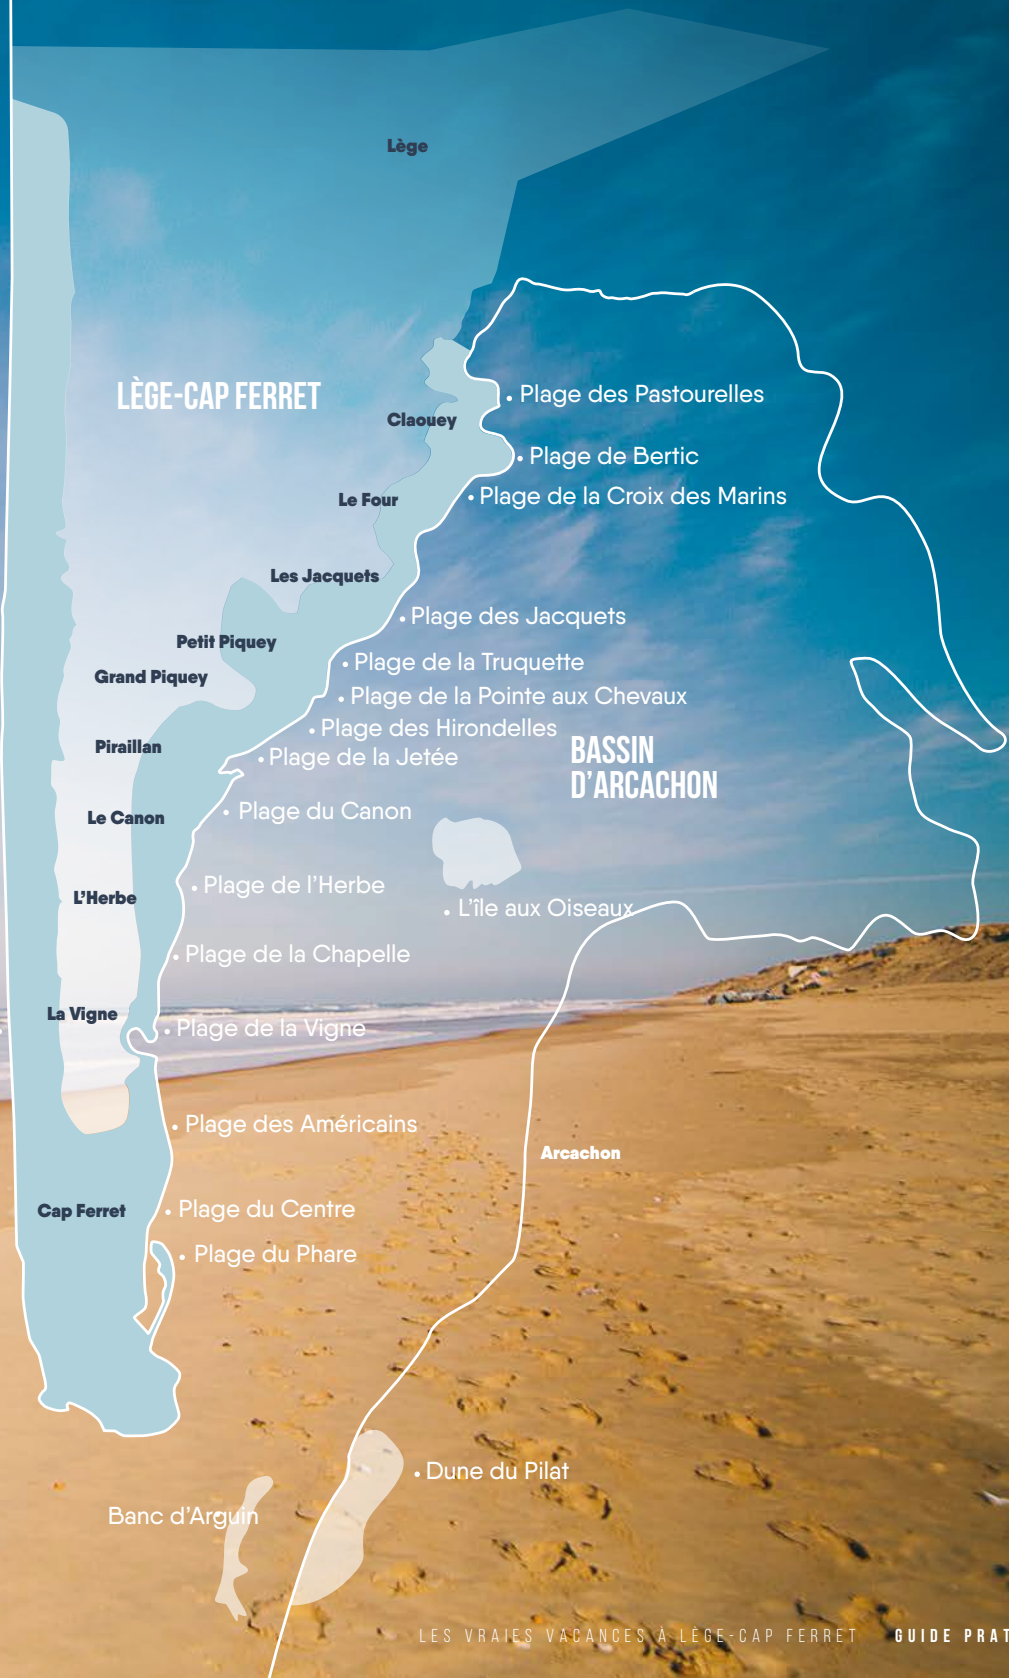 Lège
LÈGE-CAP FERRET
Plage des Pastourelles
Claouey
Plage de Bertic
Le Four
Plage de la Croix des Marins
Les Jacquets
Plage des Jacquets
Petit Piquey
Plage de la Truquette
Grand Piquey
Plage de la Pointe aux Chevaux
Plage des Hirondelles
Piraillan
BASSIN
D'ARCACHON
Plage de la Jetée
Le Canon
Plage du Canon
L'Herbe
Plage de l'Herbe
L'île aux Oiseaux
Plage de la Chapelle
La Vigne
Plage de la Vigne
Plage des Américains
Arcachon
Cap Ferret
Plage du Centre
Plage du Phare
Dune du Pilat
Banc d'Arguin
LES VRAIES VACANCES À LÈGE-CAP FERRET GUIDE PRAT